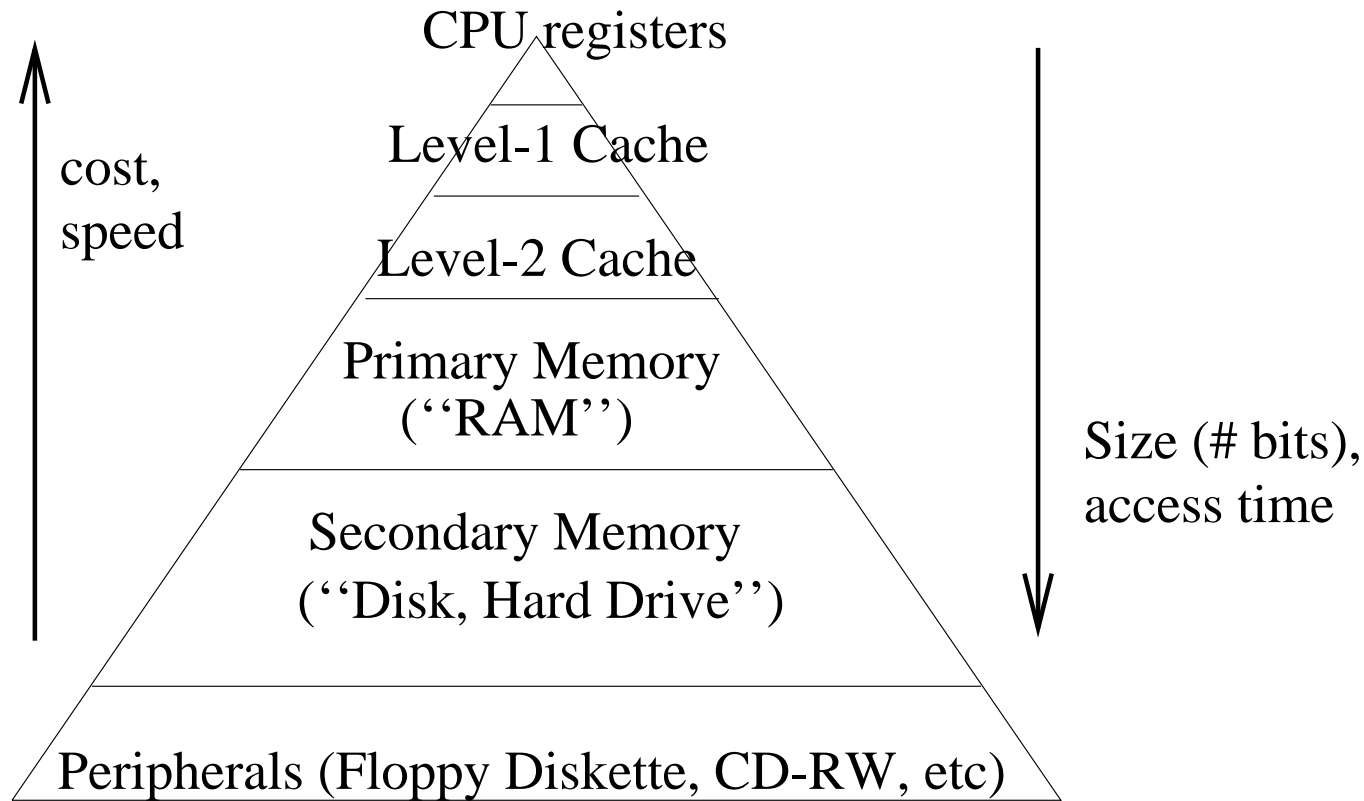 CPU registers
Level-1 Cache
cost,
speed
Level-2 Cache
Primary Memory
(‘‘RAM’’)
Size (# bits),
access time
Secondary Memory
(‘‘Disk, Hard Drive’’)
Peripherals (Floppy Diskette, CD-RW, etc)